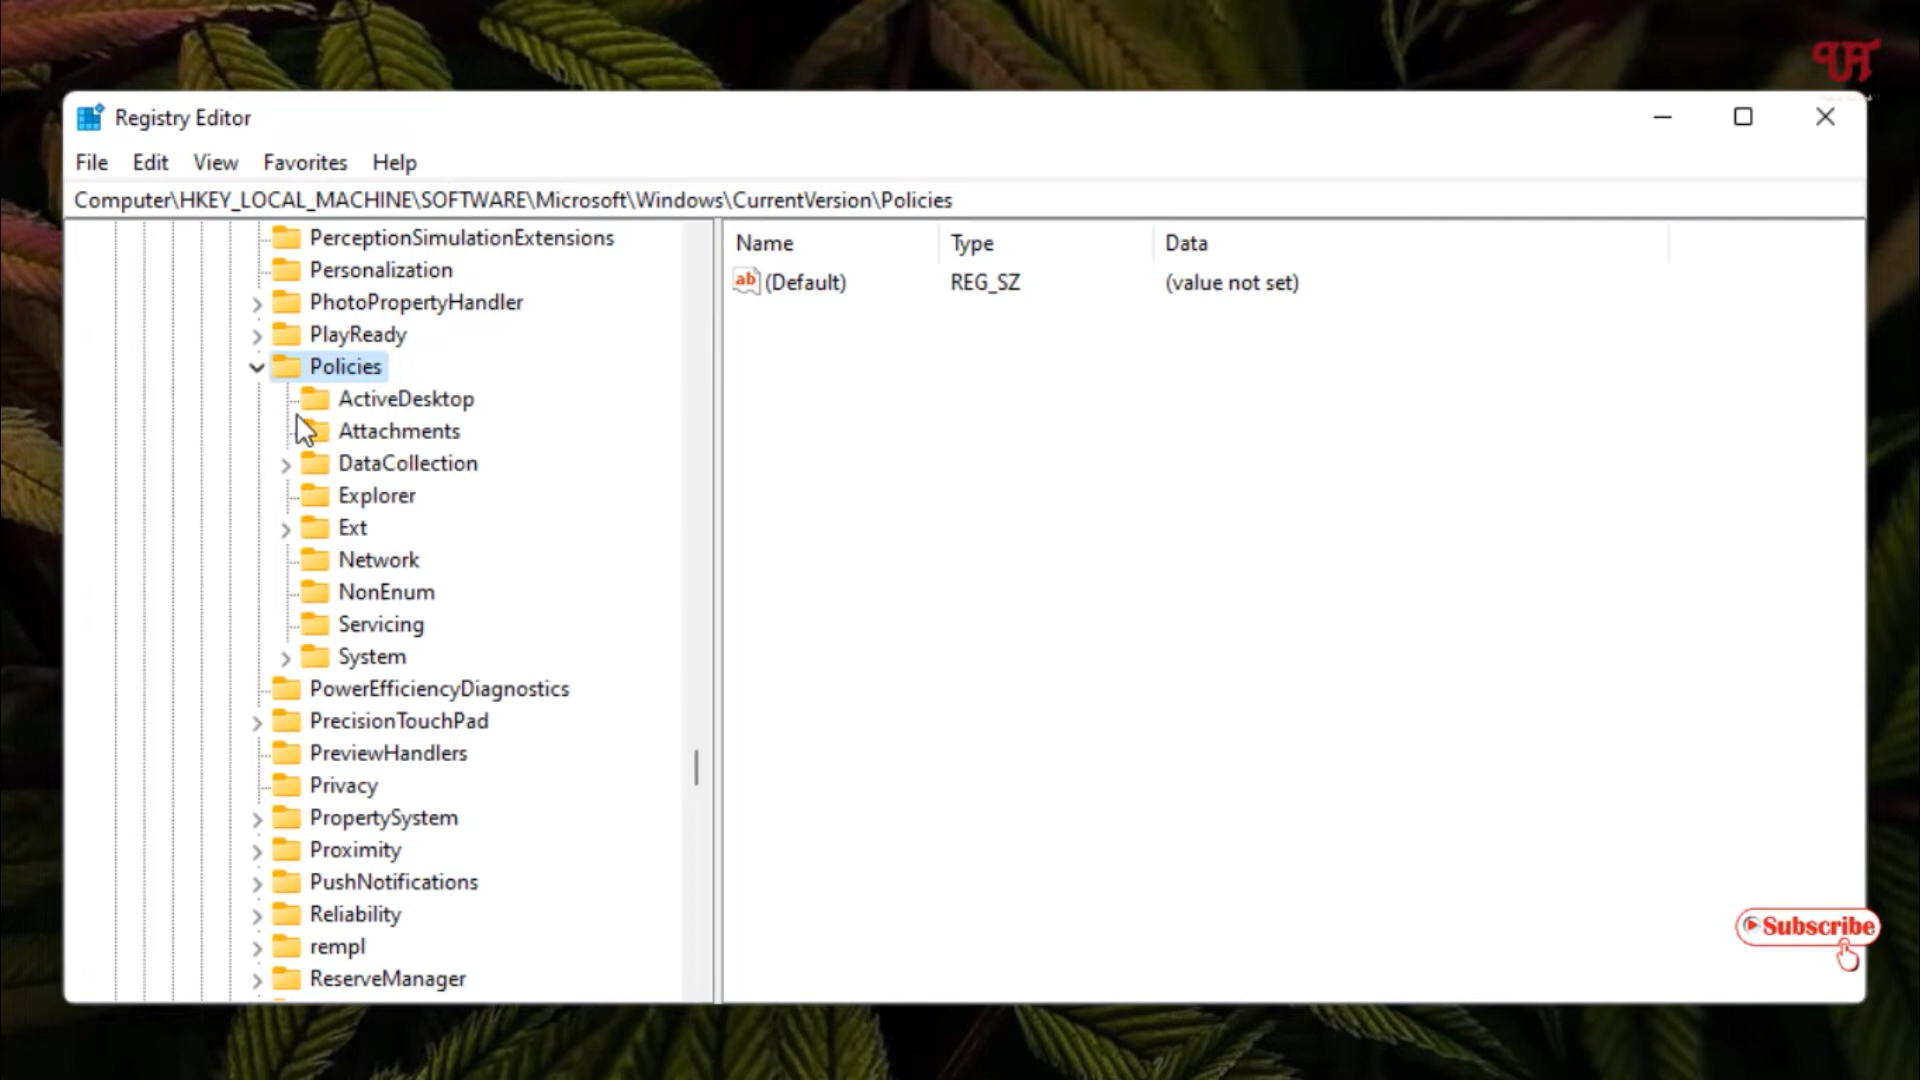 Registry Editor
File Edit View Favorites Help
Computer\HKEY_LOCAL_MACHINE\SOFTWARE\Microsoft\Windows\CurrentVersion\Policies
PerceptionSimulationExtensions
Personalization
PhotoPropertyHandler
PlayReady
Policies
ActiveDesktop
Attachments
DataCollection
Explorer
Ext
Network
NonEnum
Servicing
System
PowerEfficiencyDiagnostics
PrecisionTouchPad
PreviewHandlers
Privacy
PropertySystem
Proximity
PushNotifications
Reliability
rempl
ReserveManager
Name Type Data
ab (Default) REG_SZ (value not set)
Subscribe